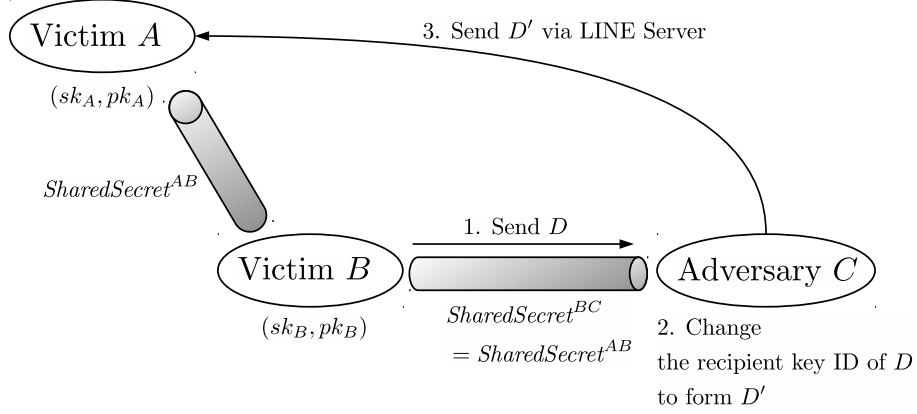 Victim A
3. Send D′ via LINE Server
(sk_A, pk_A)
SharedSecret^{AB}
1. Send D
Victim B
Adversary C
(sk_B, pk_B)
SharedSecret^{BC}
= SharedSecret^{AB}
2. Change
the recipient key ID of D
to form D′